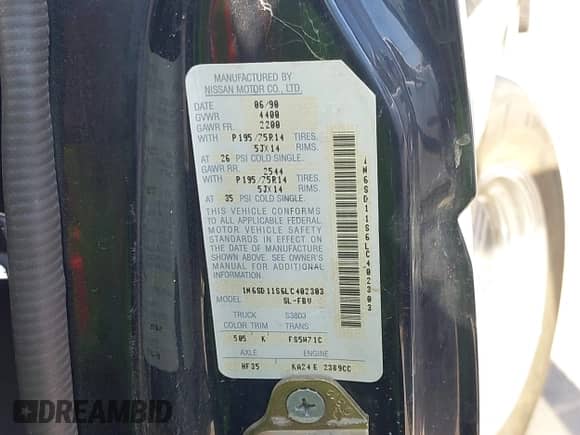 MANUFACTURED BY
NISSAN MOTOR CO., LTD.
DATE 06/90
GVWR 4400
GAWR FR. 2200
WITH P195/75R14 TIRES.
5JX14 RIMS.
AT 26 PSI COLD SINGLE.
GAWR RR 2544
WITH P195/75R14 TIRES.
5JX14 RIMS.
AT 35 PSI COLD SINGLE.
THIS VEHICLE CONFORMS
TO ALL APPLICABLE FEDERAL
MOTOR VEHICLE SAFETY
STANDARDS IN EFFECT ON
THE DATE OF MANUFACTURE
SHOWN ABOVE. SEE OWNER'S
MANUAL FOR ADDITIONAL
INFORMATION.
1N6SD11S6LC402303
MODEL SL-FBU
TRUCK S38D3
COLOR TRIM TRANS
505 K FS5W71C
AXLE ENGINE
HF35 KA24E 2389CC
1N6SD11S6LC402303
DREAMBID